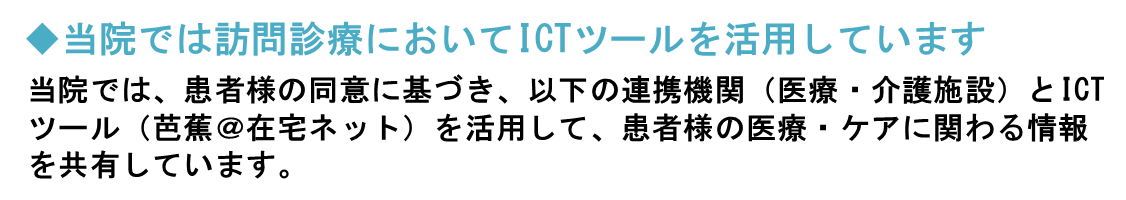 ◆当院では訪問診療においてICTツールを活用しています
当院では、患者様の同意に基づき、以下の連携機関（医療・介護施設）とICT
ツール（芭蕉＠在宅ネット）を活用して、患者様の医療・ケアに関わる情報
を共有しています。